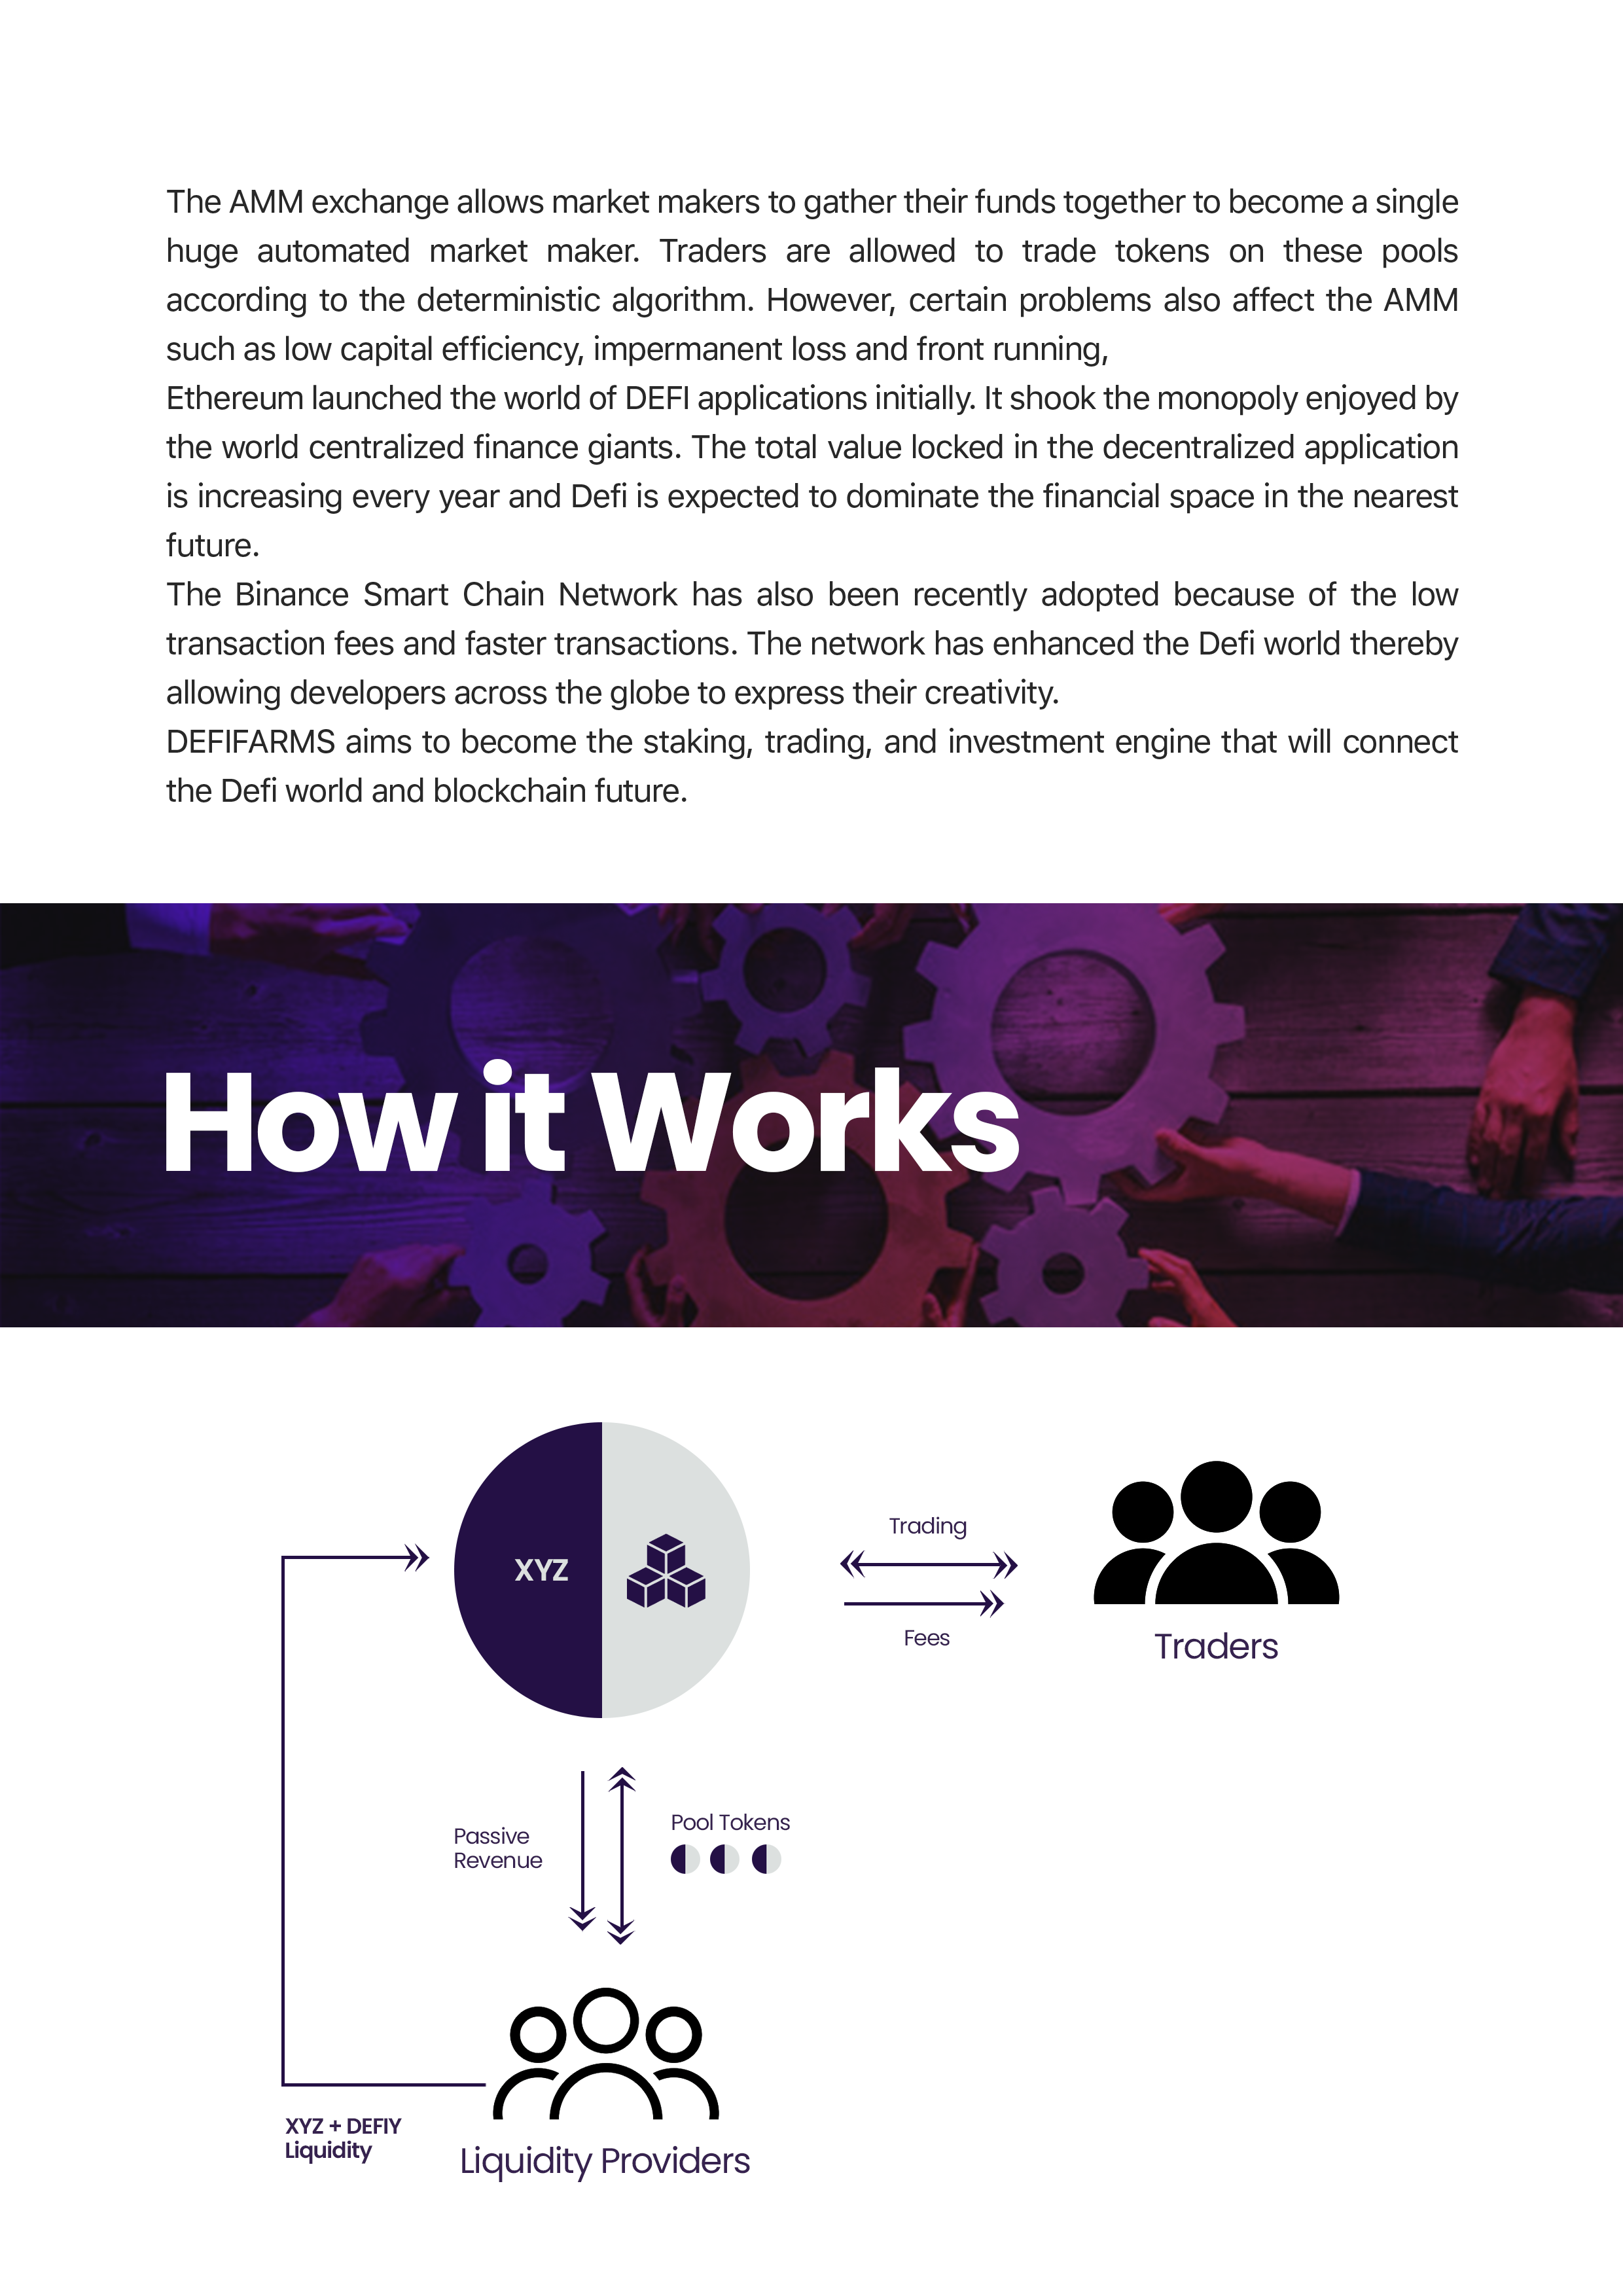 The AMM exchange allows market makers to gather their funds together to become a single
huge automated market maker. Traders are allowed to trade tokens on these pools
according to the deterministic algorithm. However, certain problems also affect the AMM
such as low capital efficiency, impermanent loss and front running,
Ethereum launched the world of DEFI applications initially. It shook the monopoly enjoyed by
the world centralized finance giants. The total value locked in the decentralized application
is increasing every year and Defi is expected to dominate the financial space in the nearest
future.
The Binance Smart Chain Network has also been recently adopted because of the low
transaction fees and faster transactions. The network has enhanced the Defi world thereby
allowing developers across the globe to express their creativity.
DEFIFARMS aims to become the staking, trading, and investment engine that will connect
the Defi world and blockchain future.
How it Works
XYZ
Trading
Fees
Traders
Passive
Revenue
Pool Tokens
XYZ + DEFIY
Liquidity
Liquidity Providers